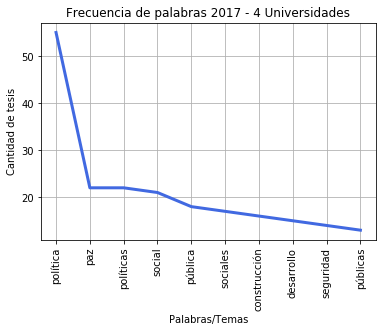 Frecuencia de palabras 2017 - 4 Universidades
Cantidad de tesis
50
40
30
20
política
paz
políticas
social
pública
sociales
construcción
desarrollo
seguridad
públicas
Palabras/Temas